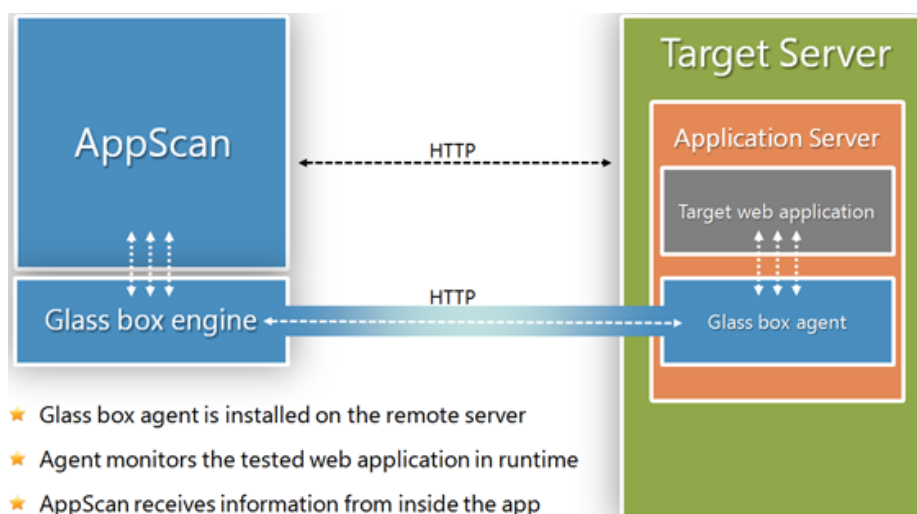 AppScan
Target Server
Application Server
HTTP
Target web application
HTTP
Glass box engine
Glass box agent
Glass box agent is installed on the remote server
Agent monitors the tested web application in runtime
AppScan receives information from inside the app